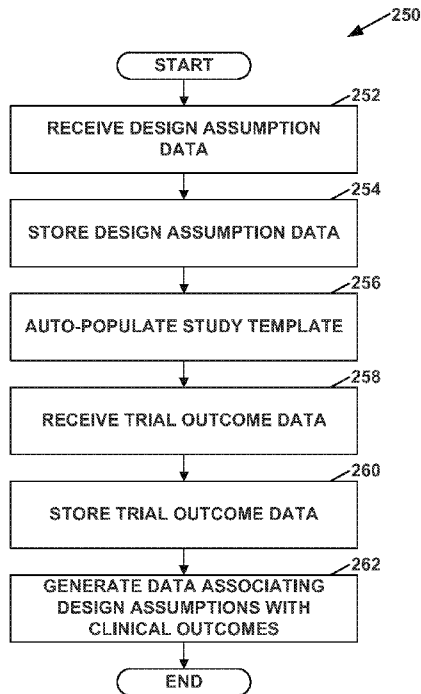 250
START
252
RECEIVE DESIGN ASSUMPTION
DATA
254
STORE DESIGN ASSUMPTION DATA
256
AUTO-POPULATE STUDY TEMPLATE
258
RECEIVE TRIAL OUTCOME DATA
260
STORE TRIAL OUTCOME DATA
262
GENERATE DATA ASSOCIATING
DESIGN ASSUMPTIONS WITH
CLINICAL OUTCOMES
END